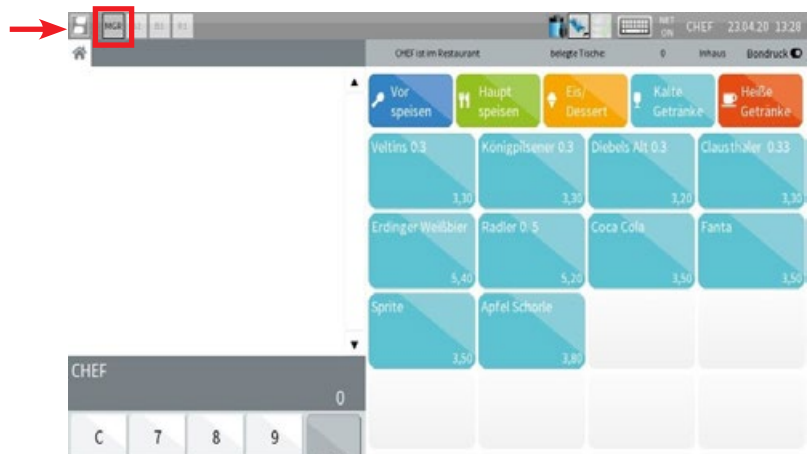 MGR
NET
ON
CHEF 23.04.20 13:28
CHEF ist im Restaurant belegte Tische 0 Inhaus Bondruck
Vor
speisen
Haupt
speisen
Eis/
Dessert
Kalte
Getränke
Heiße
Getränke
Veltins 0.3
3,30
Königpilsener 0.3
3,30
Diebels Alt 0.3
3,20
Clausthaler 0.33
3,30
Erdinger Weißbier
5,40
Radler 0. 5
5,20
Coca Cola
3,50
Fanta
3,50
Sprite
3,50
Apfel Schorle
3,80
CHEF
0
C 7 8 9